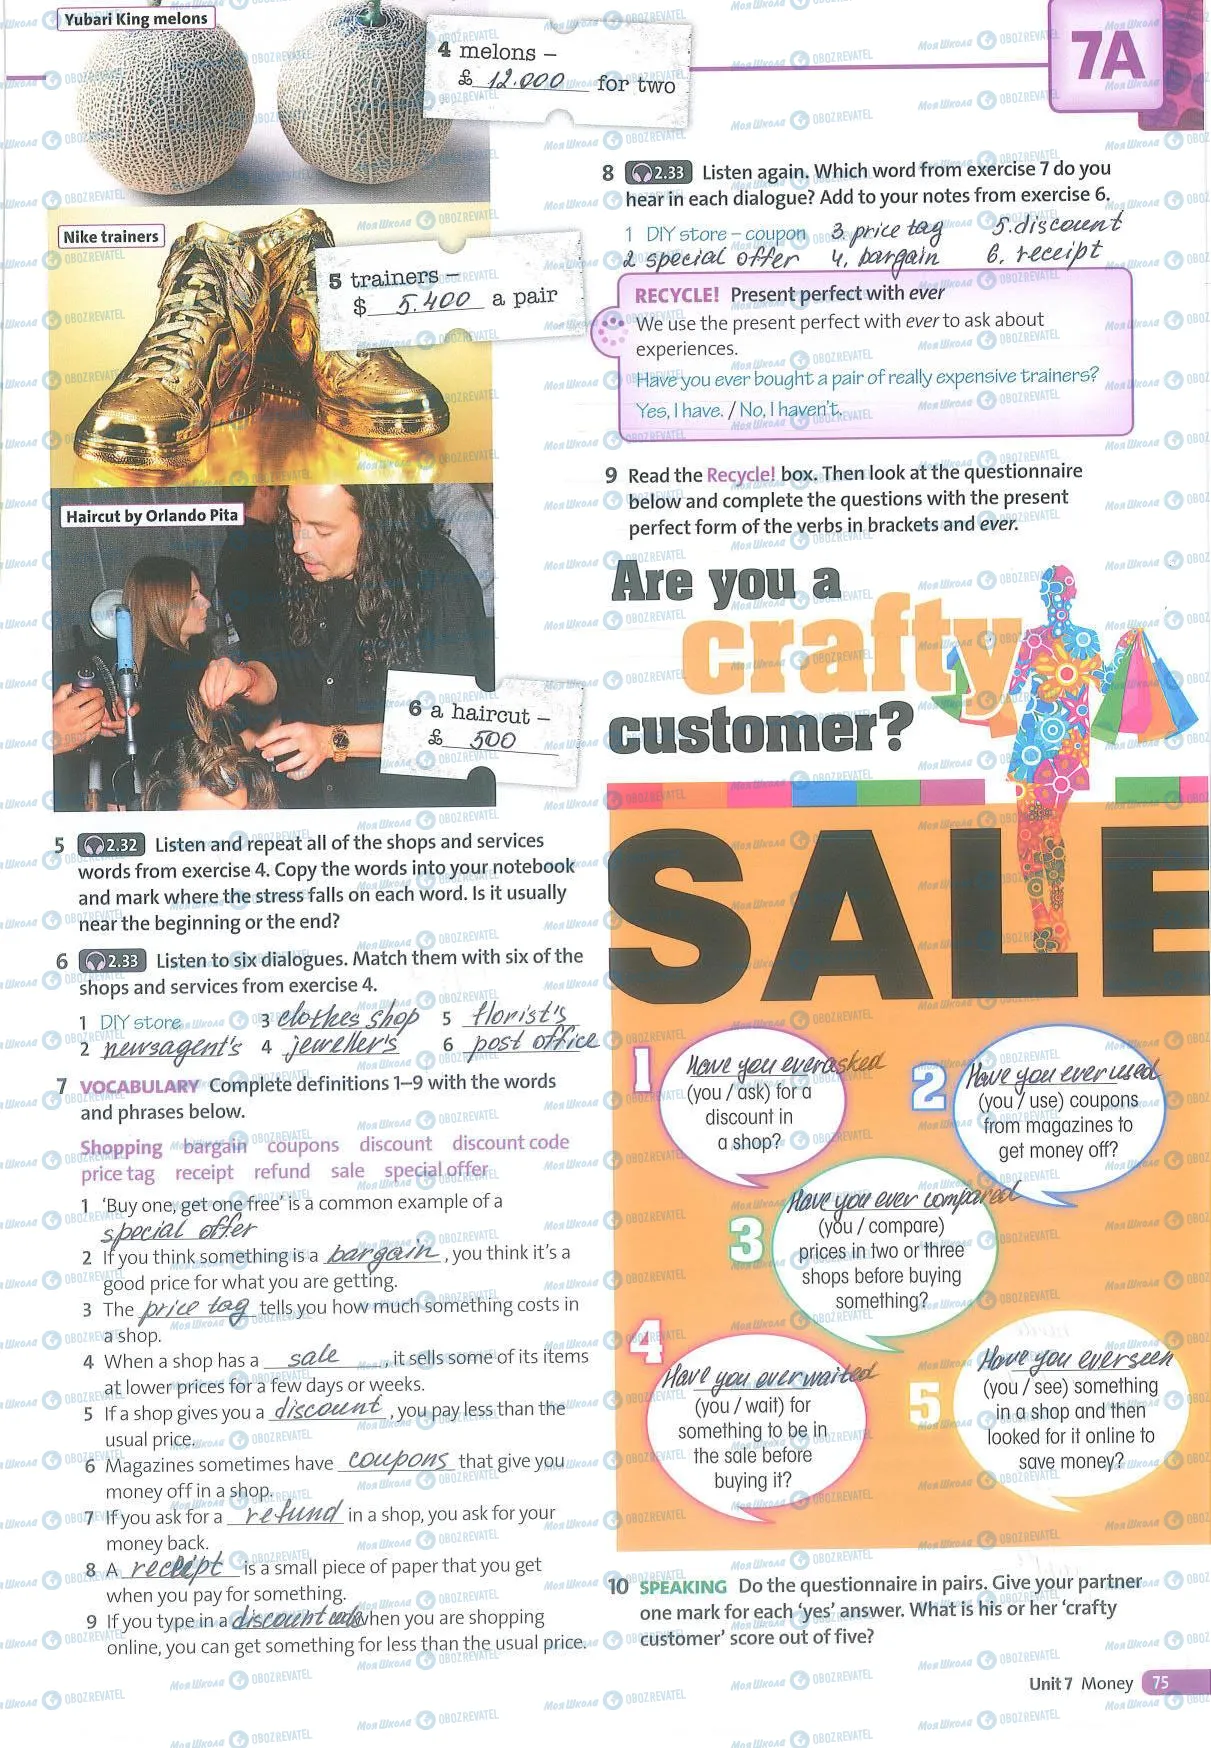 Yubari King melons
4 melons –
£ 12.000 for two
7A
Nike trainers
5 trainers –
$ 5.400 a pair
Haircut by Orlando Pita
6 a haircut –
£ 500
5 2.32 Listen and repeat all of the shops and services
words from exercise 4. Copy the words into your notebook
and mark where the stress falls on each word. Is it usually
near the beginning or the end?
6 2.33 Listen to six dialogues. Match them with six of the
shops and services from exercise 4.
1 DIY store 3 clothes shop 5 florist's
2 newsagent's 4 jeweller's 6 post office
7 VOCABULARY Complete definitions 1–9 with the words
and phrases below.
Shopping bargain coupons discount discount code
price tag receipt refund sale special offer
1 ‘Buy one, get one free’ is a common example of a
special offer
2 If you think something is a bargain, you think it’s a
good price for what you are getting.
3 The price tag tells you how much something costs in
a shop.
4 When a shop has a sale, it sells some of its items
at lower prices for a few days or weeks.
5 If a shop gives you a discount, you pay less than the
usual price.
6 Magazines sometimes have coupons that give you
money off in a shop.
7 If you ask for a refund in a shop, you ask for your
money back.
8 A receipt is a small piece of paper that you get
when you pay for something.
9 If you type in a discount code when you are shopping
online, you can get something for less than the usual price.
8 2.33 Listen again. Which word from exercise 7 do you
hear in each dialogue? Add to your notes from exercise 6.
1 DIY store – coupon 3 price tag 5. discount
2 special offer 4. bargain 6. receipt
RECYCLE! Present perfect with ever
We use the present perfect with ever to ask about
experiences.
Have you ever bought a pair of really expensive trainers?
Yes, I have. / No, I haven’t.
9 Read the Recycle! box. Then look at the questionnaire
below and complete the questions with the present
perfect form of the verbs in brackets and ever.
Are you a
crafty
customer?
SALE
1 Have you ever asked
(you / ask) for a
discount in
a shop?
2 Have you ever used
(you / use) coupons
from magazines to
get money off?
3 Have you ever compared
(you / compare)
prices in two or three
shops before buying
something?
4 Have you ever waited
(you / wait) for
something to be in
the sale before
buying it?
5 Have you ever seen
(you / see) something
in a shop and then
looked for it online to
save money?
10 SPEAKING Do the questionnaire in pairs. Give your partner
one mark for each ‘yes’ answer. What is his or her ‘crafty
customer’ score out of five?
Unit 7 Money 75
Моя Школа OBOZREVATEL